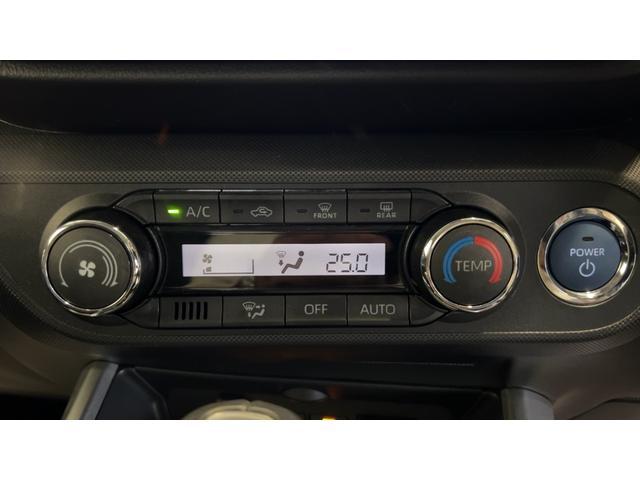 A/C
FRONT
REAR
25.0
TEMP
POWER
OFF
AUTO